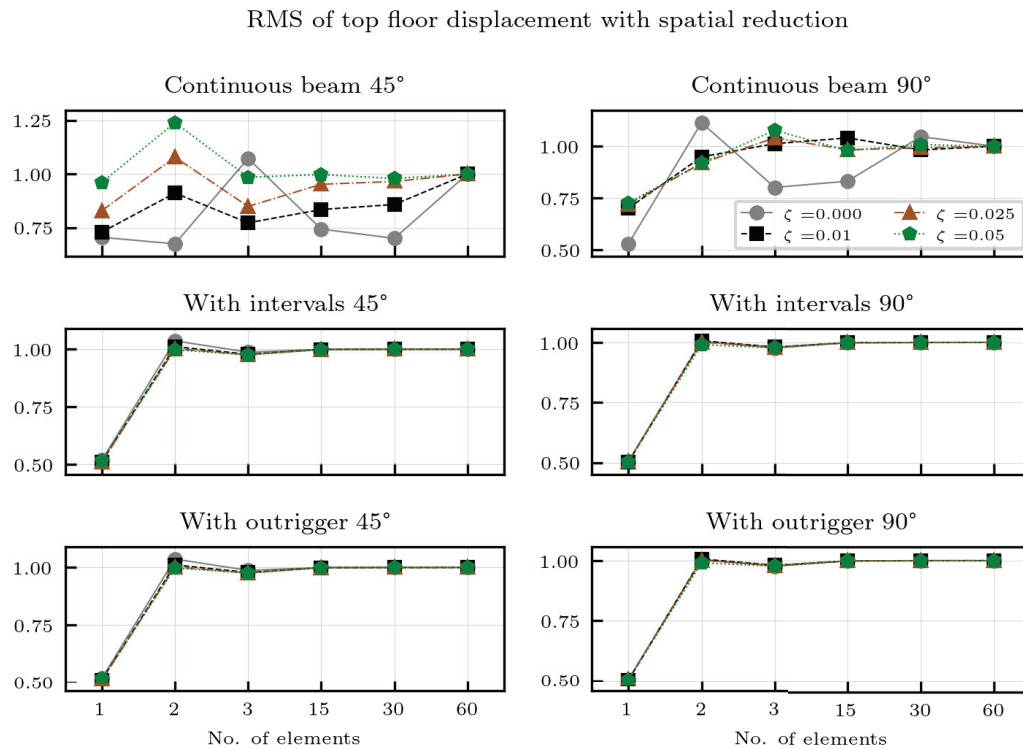 RMS of top floor displacement with spatial reduction
Continuous beam 45°
Continuous beam 90°
1.25
1.00
0.75
1.00
0.75
0.50
ζ =0.000
ζ =0.025
ζ =0.01
ζ =0.05
With intervals 45°
With intervals 90°
1.00
0.75
0.50
1.00
0.75
0.50
With outrigger 45°
With outrigger 90°
1.00
0.75
0.50
1.00
0.75
0.50
1 2 3 15 30 60
1 2 3 15 30 60
No. of elements
No. of elements